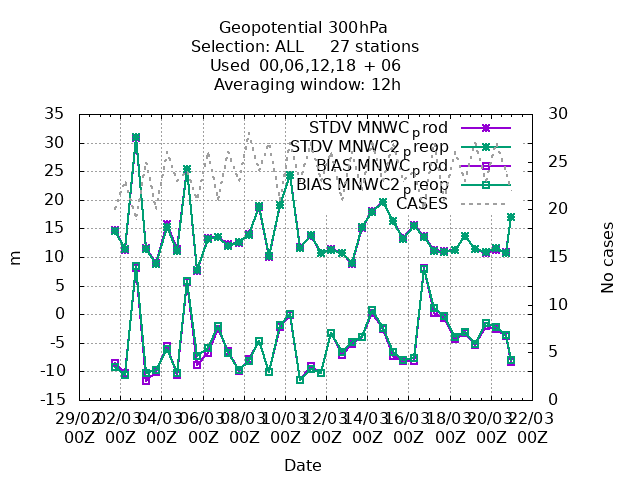 Geopotential 300hPa
Selection: ALL 27 stations
Used 00,06,12,18 + 06
Averaging window: 12h
35
30
25
20
15
10
5
0
-5
-10
-15
m
30
25
20
15
10
5
0
No cases
STDV MNWC_prod
STDV MNWC2_preop
BIAS MNWC_prod
BIAS MNWC2_preop
CASES
29/02 02/03 04/03 06/03 08/03 10/03 12/03 14/03 16/03 18/03 20/03 22/03
00Z 00Z 00Z 00Z 00Z 00Z 00Z 00Z 00Z 00Z 00Z 00Z
Date